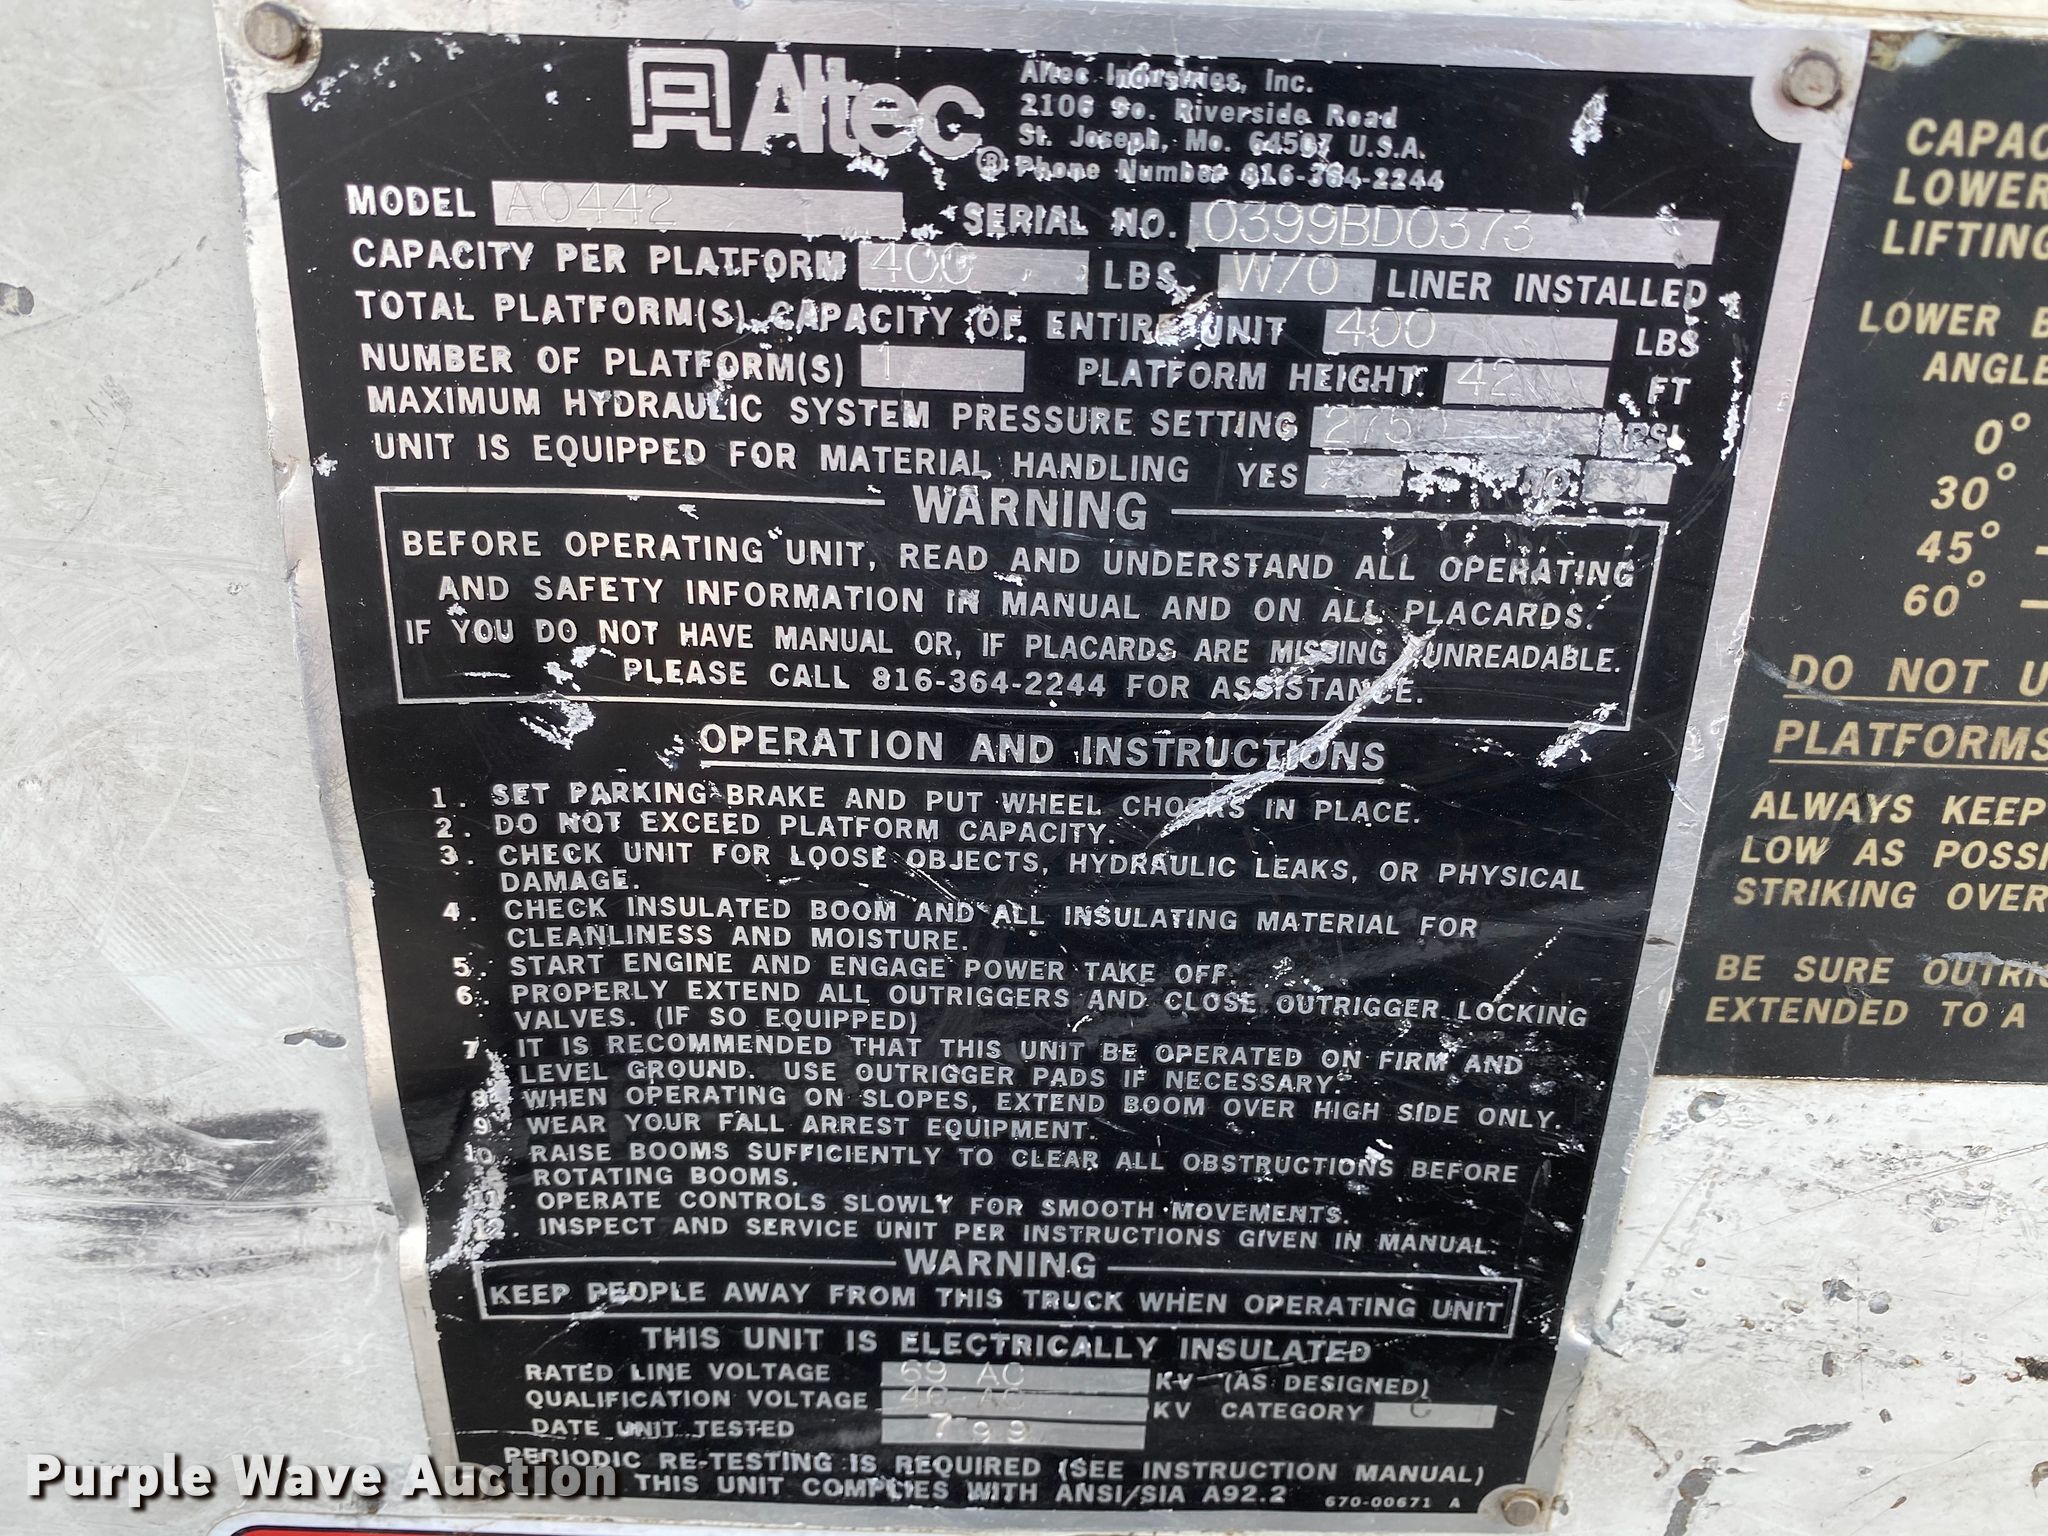 Altec®
Altec Industries, Inc.
2106 So. Riverside Road
St. Joseph, Mo. 64507 U.S.A.
Phone Number 816-364-2244
MODEL AO442 SERIAL NO. 0399BD0373
CAPACITY PER PLATFORM 400 LBS W/O LINER INSTALLED
TOTAL PLATFORM(S) CAPACITY OF ENTIRE UNIT 400 LBS
NUMBER OF PLATFORM(S) 1 PLATFORM HEIGHT 42 FT
MAXIMUM HYDRAULIC SYSTEM PRESSURE SETTING 2750 PSI
UNIT IS EQUIPPED FOR MATERIAL HANDLING YES NO
WARNING
BEFORE OPERATING UNIT, READ AND UNDERSTAND ALL OPERATING
AND SAFETY INFORMATION IN MANUAL AND ON ALL PLACARDS.
IF YOU DO NOT HAVE MANUAL OR, IF PLACARDS ARE MISSING UNREADABLE.
PLEASE CALL 816-364-2244 FOR ASSISTANCE.
OPERATION AND INSTRUCTIONS
1. SET PARKING BRAKE AND PUT WHEEL CHOCKS IN PLACE.
2. DO NOT EXCEED PLATFORM CAPACITY.
3. CHECK UNIT FOR LOOSE OBJECTS, HYDRAULIC LEAKS, OR PHYSICAL
DAMAGE.
4. CHECK INSULATED BOOM AND ALL INSULATING MATERIAL FOR
CLEANLINESS AND MOISTURE.
5. START ENGINE AND ENGAGE POWER TAKE OFF.
6. PROPERLY EXTEND ALL OUTRIGGERS AND CLOSE OUTRIGGER LOCKING
VALVES. (IF SO EQUIPPED)
7. IT IS RECOMMENDED THAT THIS UNIT BE OPERATED ON FIRM AND
LEVEL GROUND. USE OUTRIGGER PADS IF NECESSARY.
8. WHEN OPERATING ON SLOPES, EXTEND BOOM OVER HIGH SIDE ONLY.
9. WEAR YOUR FALL ARREST EQUIPMENT.
10. RAISE BOOMS SUFFICIENTLY TO CLEAR ALL OBSTRUCTIONS BEFORE
ROTATING BOOMS.
11. OPERATE CONTROLS SLOWLY FOR SMOOTH MOVEMENTS.
12. INSPECT AND SERVICE UNIT PER INSTRUCTIONS GIVEN IN MANUAL.
WARNING
KEEP PEOPLE AWAY FROM THIS TRUCK WHEN OPERATING UNIT
THIS UNIT IS ELECTRICALLY INSULATED
RATED LINE VOLTAGE 69 AC KV (AS DESIGNED)
QUALIFICATION VOLTAGE 46 AC KV CATEGORY C
DATE UNIT TESTED 7 99
PERIODIC RE-TESTING IS REQUIRED (SEE INSTRUCTION MANUAL)
THIS UNIT COMPLIES WITH ANSI/SIA A92.2 670-00671 A
CAPAC
LOWER
LIFTING
LOWER B
ANGLE
0°
30°
45° –
60° –
DO NOT U
PLATFORMS
ALWAYS KEEP
LOW AS POSSI
STRIKING OVER
BE SURE OUTRI
EXTENDED TO A
Purple Wave Auction